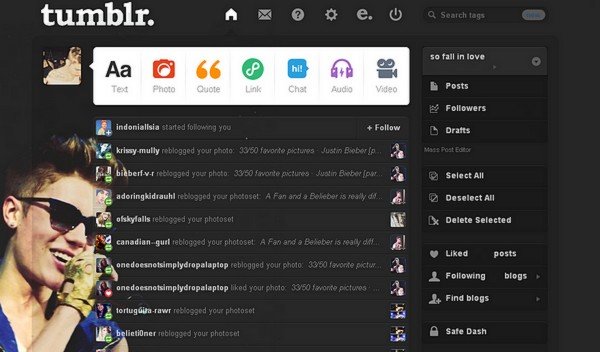 tumblr.
Search tags
so fall in love
Aa
hi!
Text
Photo
Quote
Link
Chat
Audio
Video
Posts
Followers
Drafts
Mass Post Editor
Select All
Deselect All
Delete Selected
Liked posts
Following blogs
Find blogs
Safe Dash
indoniallsia started following you
+ Follow
krissy-mully reblogged your photo: 33/50 favorite pictures · Justin Bieber [p...
bieberf-v-r reblogged your photo: 33/50 favorite pictures · Justin Bieber [par...
adoringkidrauhl reblogged your photoset: A Fan and a Belieber is really dif...
ofskyfalls reblogged your photoset
canadian--gurl reblogged your photoset: A Fan and a Belieber is really differ...
onedoesnotsimplydropalaptop reblogged your photo: 33/50 favorite pictures · ...
onedoesnotsimplydropalaptop liked your photo: 33/50 favorite pictures · ...
tortuguiita-rawr reblogged your photoset
belieti0ner reblogged your photoset